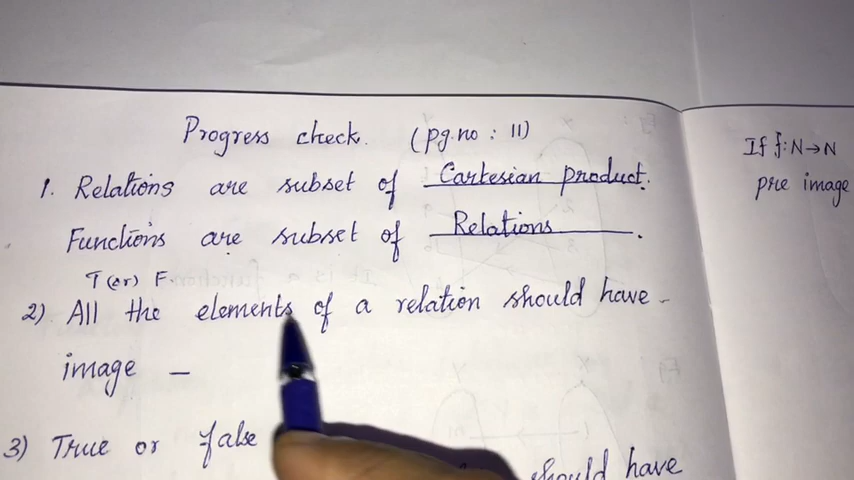 Progress check. (pg.no : 11)
1. Relations are subset of Cartesian product.
Functions are subset of Relations.
T (or) F.
2) All the elements of a relation should have
image -
3) True or false
should have
If f:N→N
pre image